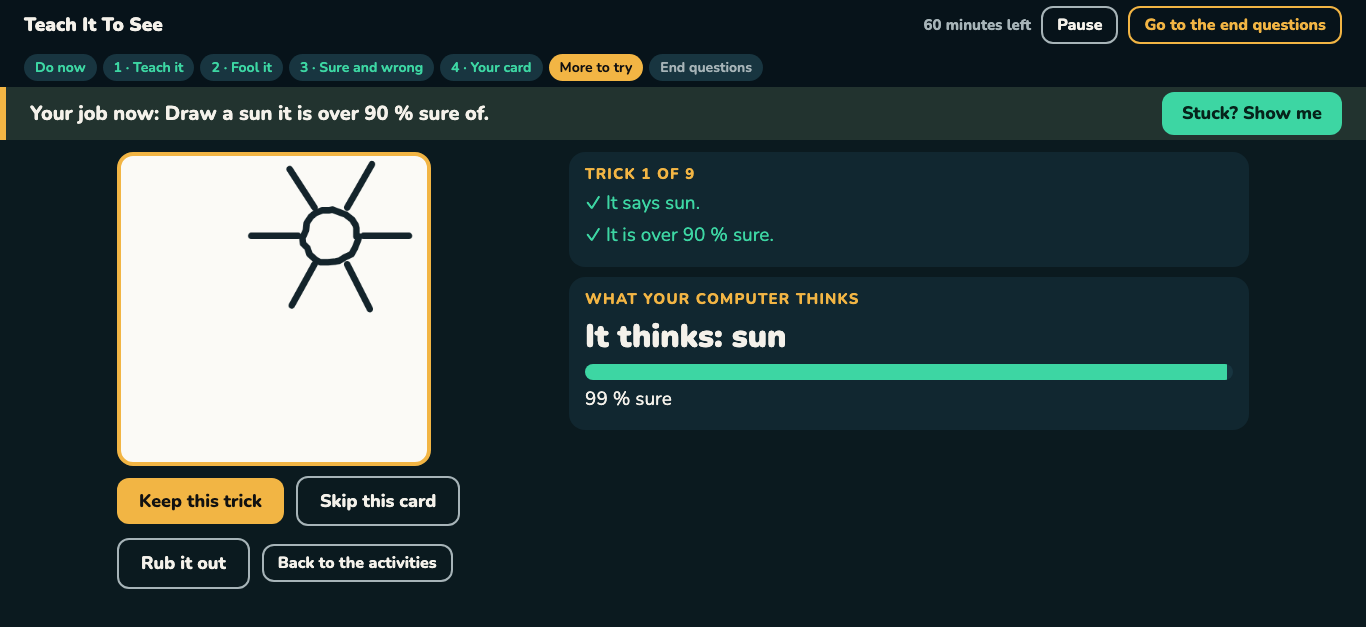 Teach It To See
60 minutes left
Pause
Go to the end questions
Do now
1 · Teach it
2 · Fool it
3 · Sure and wrong
4 · Your card
More to try
End questions
Your job now: Draw a sun it is over 90 % sure of.
Stuck? Show me
TRICK 1 OF 9
✓ It says sun.
✓ It is over 90 % sure.
WHAT YOUR COMPUTER THINKS
It thinks: sun
99 % sure
Keep this trick
Skip this card
Rub it out
Back to the activities